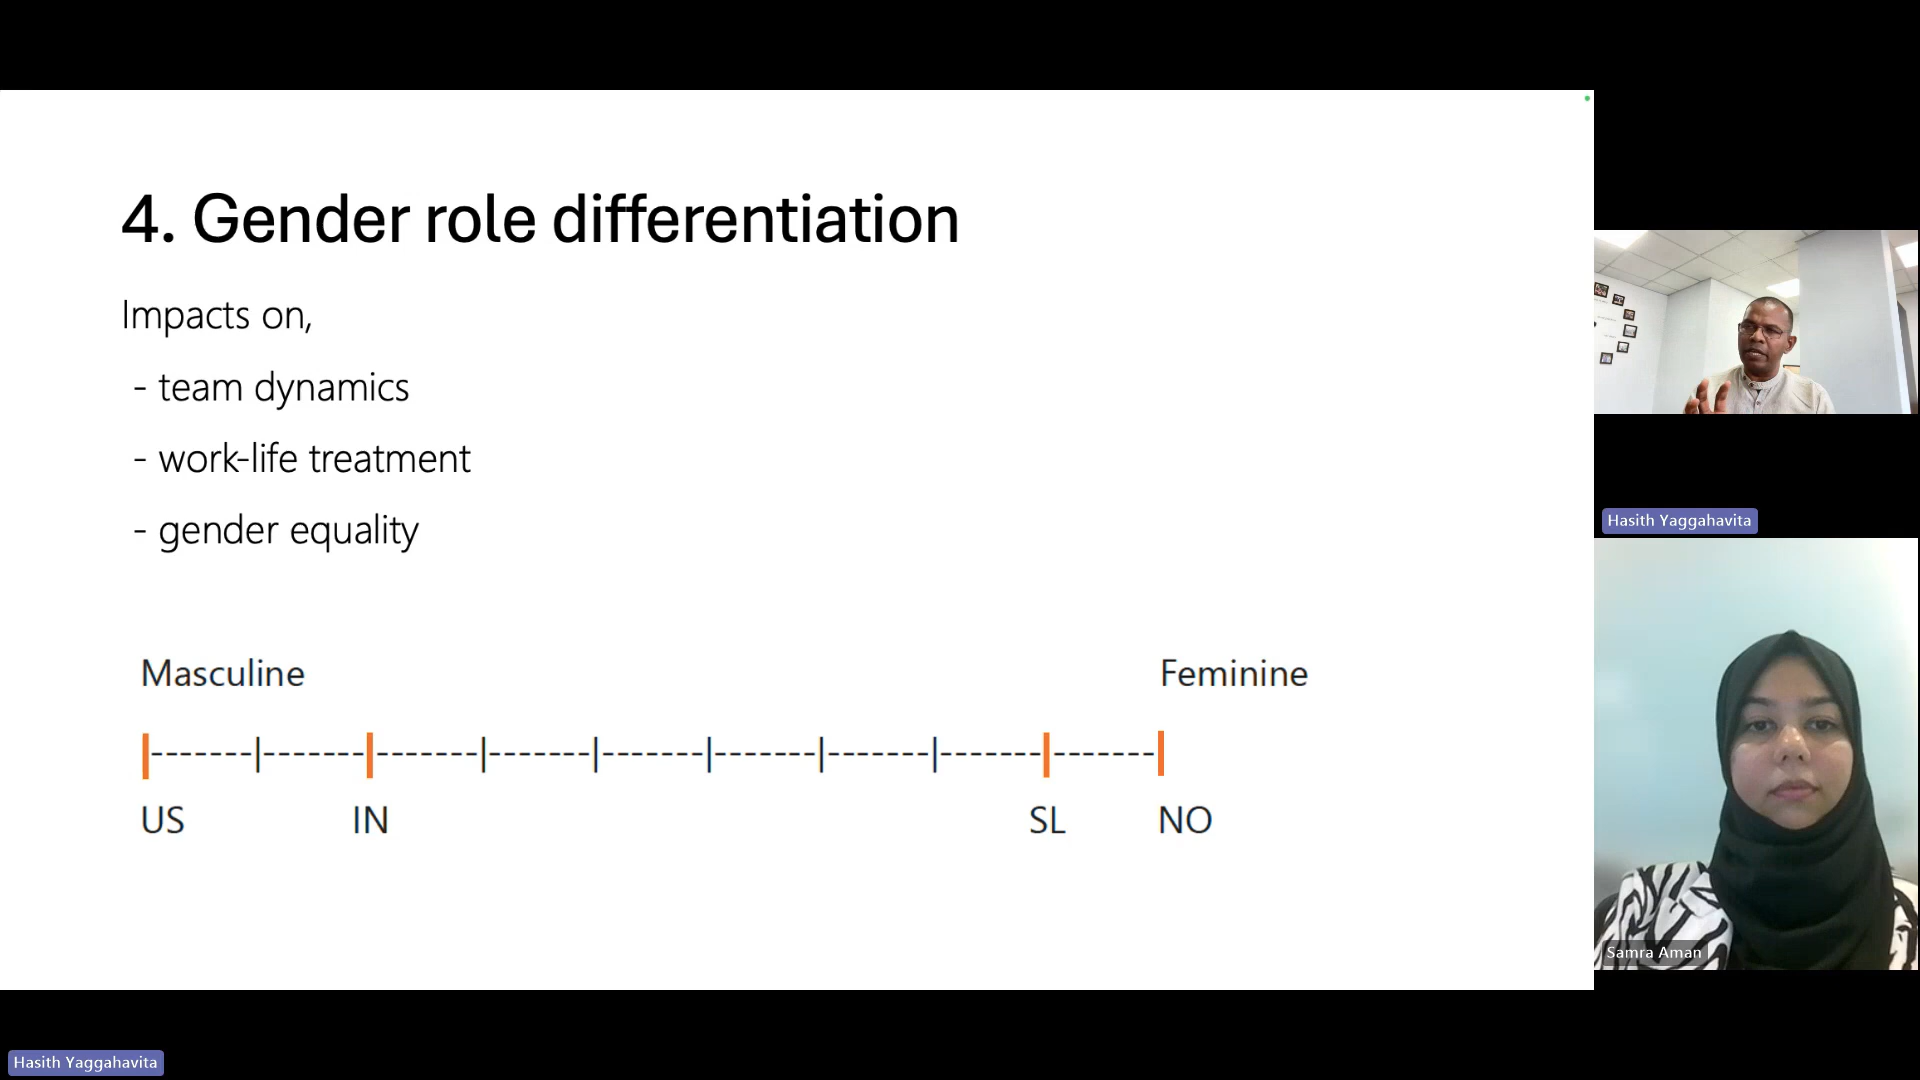 4. Gender role differentiation
Impacts on,
- team dynamics
- work-life treatment
- gender equality
Masculine Feminine
|-------|-------|-------|-------|-------|-------|-------|-------|-------|
US IN SL NO
Hasith Yaggahavita
Samra Aman
Hasith Yaggahavita